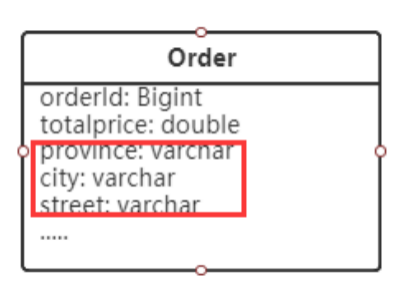 Order
orderId: Bigint
totalprice: double
province: varchar
city: varchar
street: varchar
.....